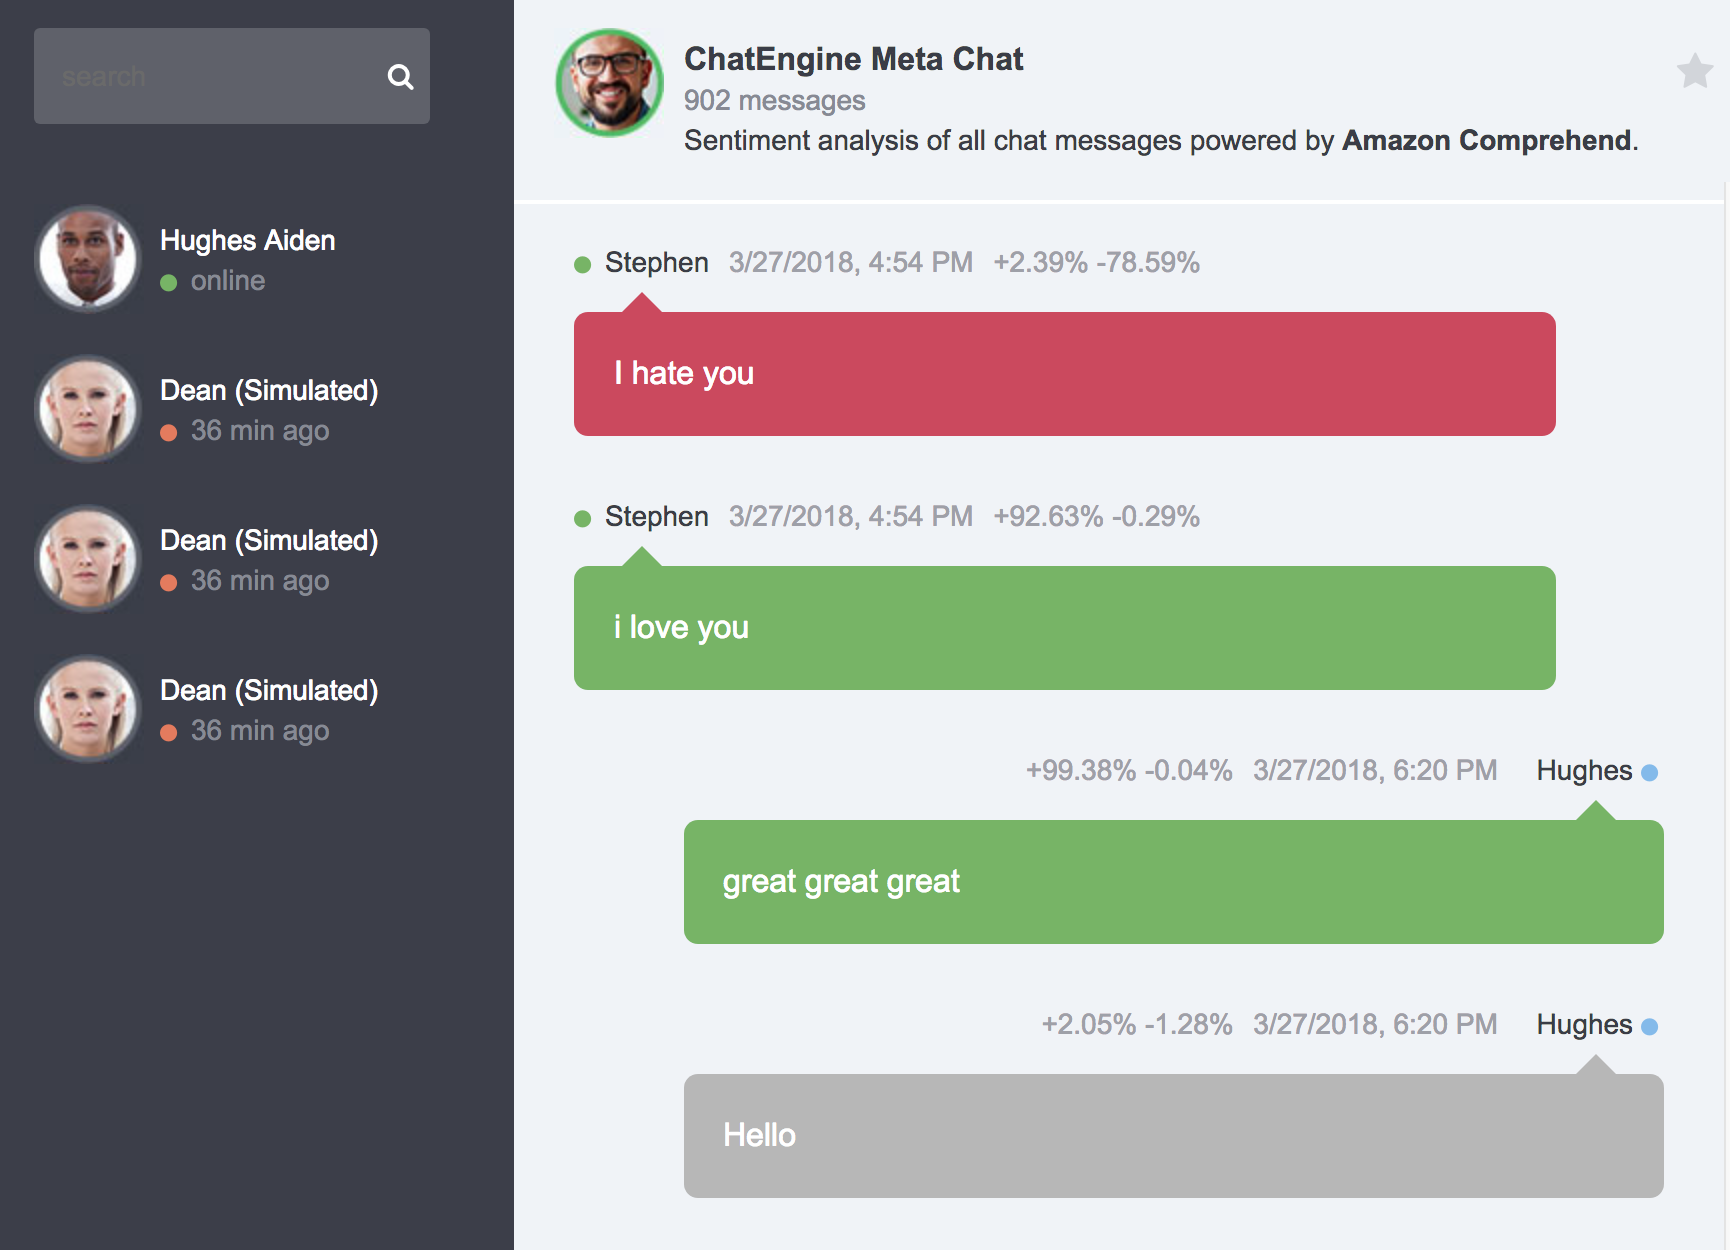 search
Hughes Aiden
online
Dean (Simulated)
36 min ago
Dean (Simulated)
36 min ago
Dean (Simulated)
36 min ago
ChatEngine Meta Chat
902 messages
Sentiment analysis of all chat messages powered by Amazon Comprehend.
Stephen 3/27/2018, 4:54 PM +2.39% -78.59%
I hate you
Stephen 3/27/2018, 4:54 PM +92.63% -0.29%
i love you
+99.38% -0.04% 3/27/2018, 6:20 PM Hughes
great great great
+2.05% -1.28% 3/27/2018, 6:20 PM Hughes
Hello